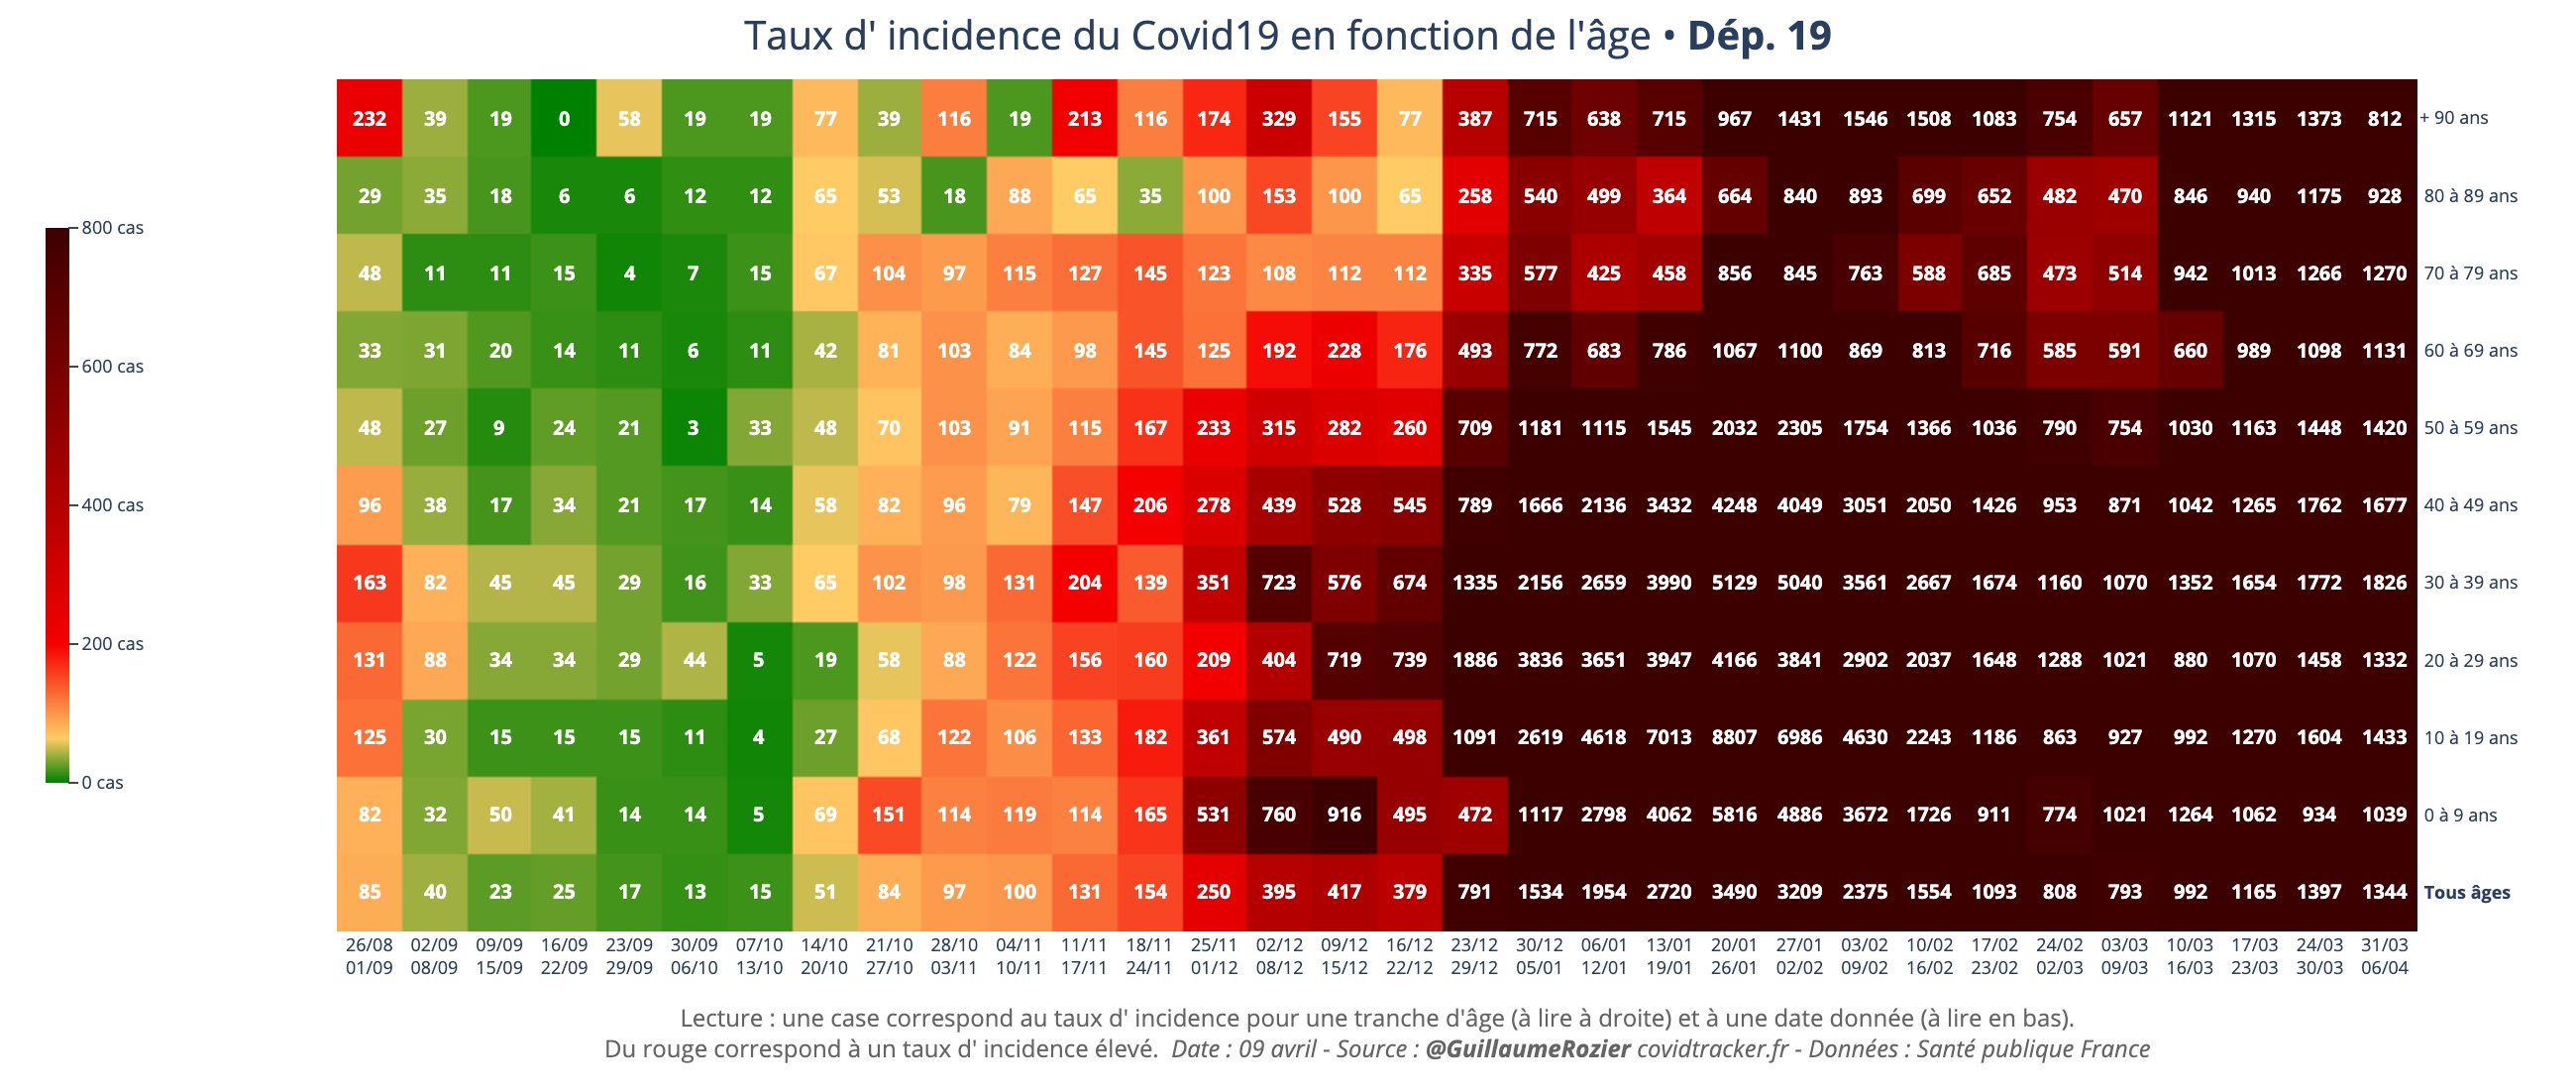 Taux d' incidence du Covid19 en fonction de l'âge • Dép. 19
232 39 19 0 58 19 19 77 39 116 19 213 116 174 329 155 77 387 715 638 715 967 1431 1546 1508 1083 754 657 1121 1315 1373 812 + 90 ans
29 35 18 6 6 12 12 65 53 18 88 65 35 100 153 100 65 258 540 499 364 664 840 893 699 652 482 470 846 940 1175 928 80 à 89 ans
800 cas
48 11 11 15 4 7 15 67 104 97 115 127 145 123 108 112 112 335 577 425 458 856 845 763 588 685 473 514 942 1013 1266 1270 70 à 79 ans
33 31 20 14 11 6 11 42 81 103 84 98 145 125 192 228 176 493 772 683 786 1067 1100 869 813 716 585 591 660 989 1098 1131 60 à 69 ans
600 cas
48 27 9 24 21 3 33 48 70 103 91 115 167 233 315 282 260 709 1181 1115 1545 2032 2305 1754 1366 1036 790 754 1030 1163 1448 1420 50 à 59 ans
400 cas
96 38 17 34 21 17 14 58 82 96 79 147 206 278 439 528 545 789 1666 2136 3432 4248 4049 3051 2050 1426 953 871 1042 1265 1762 1677 40 à 49 ans
163 82 45 45 29 16 33 65 102 98 131 204 139 351 723 576 674 1335 2156 2659 3990 5129 5040 3561 2667 1674 1160 1070 1352 1654 1772 1826 30 à 39 ans
200 cas
131 88 34 34 29 44 5 19 58 88 122 156 160 209 404 719 739 1886 3836 3651 3947 4166 3841 2902 2037 1648 1288 1021 880 1070 1458 1332 20 à 29 ans
125 30 15 15 15 11 4 27 68 122 106 133 182 361 574 490 498 1091 2619 4618 7013 8807 6986 4630 2243 1186 863 927 992 1270 1604 1433 10 à 19 ans
0 cas
82 32 50 41 14 14 5 69 151 114 119 114 165 531 760 916 495 472 1117 2798 4062 5816 4886 3672 1726 911 774 1021 1264 1062 934 1039 0 à 9 ans
85 40 23 25 17 13 15 51 84 97 100 131 154 250 395 417 379 791 1534 1954 2720 3490 3209 2375 1554 1093 808 793 992 1165 1397 1344 Tous âges
26/08 02/09 09/09 16/09 23/09 30/09 07/10 14/10 21/10 28/10 04/11 11/11 18/11 25/11 02/12 09/12 16/12 23/12 30/12 06/01 13/01 20/01 27/01 03/02 10/02 17/02 24/02 03/03 10/03 17/03 24/03 31/03
01/09 08/09 15/09 22/09 29/09 06/10 13/10 20/10 27/10 03/11 10/11 17/11 24/11 01/12 08/12 15/12 22/12 29/12 05/01 12/01 19/01 26/01 02/02 09/02 16/02 23/02 02/03 09/03 16/03 23/03 30/03 06/04
Lecture : une case correspond au taux d' incidence pour une tranche d'âge (à lire à droite) et à une date donnée (à lire en bas).
Du rouge correspond à un taux d' incidence élevé. Date : 09 avril - Source : @GuillaumeRozier covidtracker.fr - Données : Santé publique France